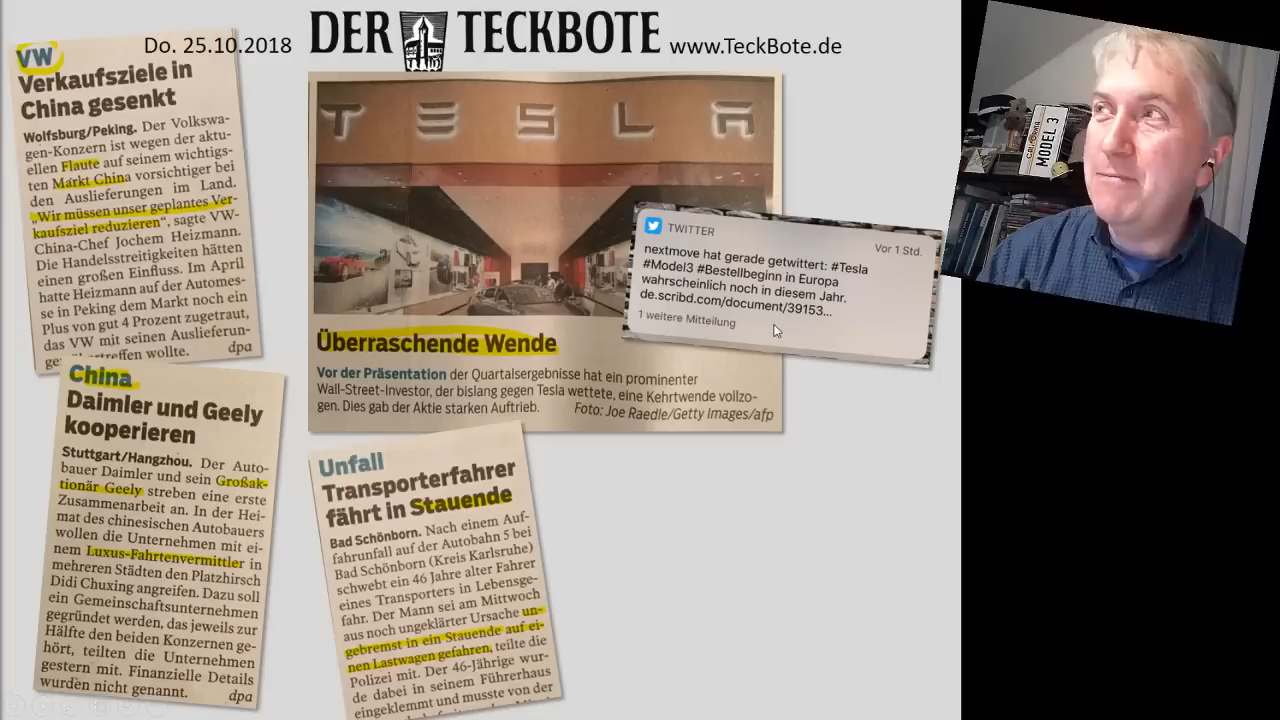 Do. 25.10.2018 DER TECKBOTE www.TeckBote.de
VW
Verkaufsziele in
China gesenkt
Wolfsburg/Peking. Der Volkswa-
gen-Konzern ist wegen der aktu-
ellen Flaute auf seinem wichtigs-
ten Markt China vorsichtiger bei
den Auslieferungen im Land.
„Wir müssen unser geplantes Ver-
kaufsziel reduzieren“, sagte VW-
China-Chef Jochem Heizmann.
Die Handelsstreitigkeiten hätten
einen großen Einfluss. Im April
hatte Heizmann auf der Automes-
se in Peking dem Markt noch ein
Plus von gut 4 Prozent zugetraut,
das VW mit seinen Auslieferun-
wollte. dpa
China
Daimler und Geely
kooperieren
Stuttgart/Hangzhou. Der Auto-
bauer Daimler und sein Großak-
tionär Geely streben eine erste
Zusammenarbeit an. In der Hei-
mat des chinesischen Autobauers
wollen die Unternehmen mit ei-
nem Luxus-Fahrtenvermittler in
mehreren Städten den Platzhirsch
Didi Chuxing angreifen. Dazu soll
ein Gemeinschaftsunternehmen
gegründet werden, das jeweils zur
Hälfte den beiden Konzernen ge-
hört, teilten die Unternehmen
gestern mit. Finanzielle Details
wurden nicht genannt. dpa
TESLA
Überraschende Wende
Vor der Präsentation der Quartalsergebnisse hat ein prominenter
Wall-Street-Investor, der bislang gegen Tesla wettete, eine Kehrtwende vollzo-
gen. Dies gab der Aktie starken Auftrieb. Foto: Joe Raedle/Getty Images/afp
TWITTER
Vor 1 Std.
nextmove hat gerade getwittert: #Tesla
#Model3 #Bestellbeginn in Europa
wahrscheinlich noch in diesem Jahr.
de.scribd.com/document/39153...
1 weitere Mitteilung
Unfall
Transporterfahrer
fährt in Stauende
Bad Schönborn. Nach einem Auf-
fahrunfall auf der Autobahn 5 bei
Bad Schönborn (Kreis Karlsruhe)
schwebt ein 46 Jahre alter Fahrer
eines Transporters in Lebensge-
fahr. Der Mann sei am Mittwoch
aus noch ungeklärter Ursache un-
gebremst in ein Stauende auf ei-
nen Lastwagen gefahren, teilte die
Polizei mit. Der 46-Jährige wur-
de dabei in seinem Führerhaus
eingeklemmt und musste von der
MODEL 3